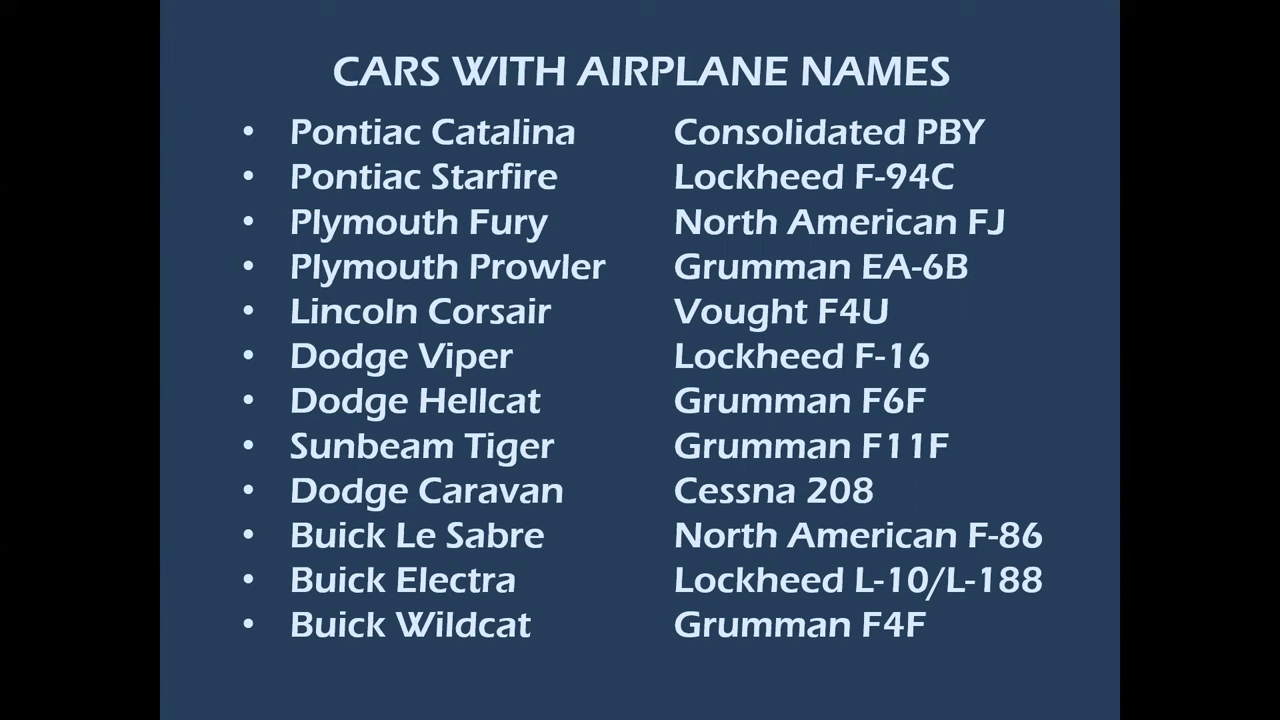 CARS WITH AIRPLANE NAMES
• Pontiac Catalina Consolidated PBY
• Pontiac Starfire Lockheed F-94C
• Plymouth Fury North American FJ
• Plymouth Prowler Grumman EA-6B
• Lincoln Corsair Vought F4U
• Dodge Viper Lockheed F-16
• Dodge Hellcat Grumman F6F
• Sunbeam Tiger Grumman F11F
• Dodge Caravan Cessna 208
• Buick Le Sabre North American F-86
• Buick Electra Lockheed L-10/L-188
• Buick Wildcat Grumman F4F